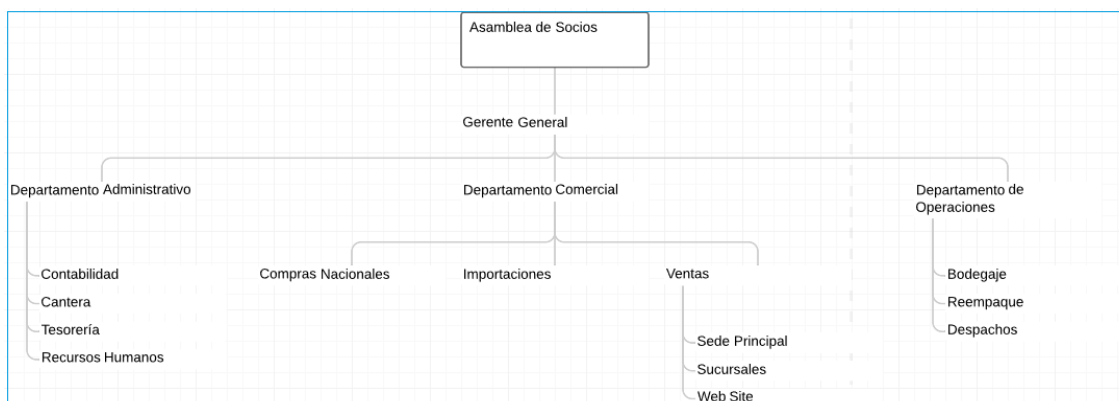 Asamblea de Socios
Gerente General
Departamento Administrativo
Departamento Comercial
Departamento de
Operaciones
Contabilidad
Cantera
Tesorería
Recursos Humanos
Compras Nacionales
Importaciones
Ventas
Sede Principal
Sucursales
Web Site
Bodegaje
Reempaque
Despachos